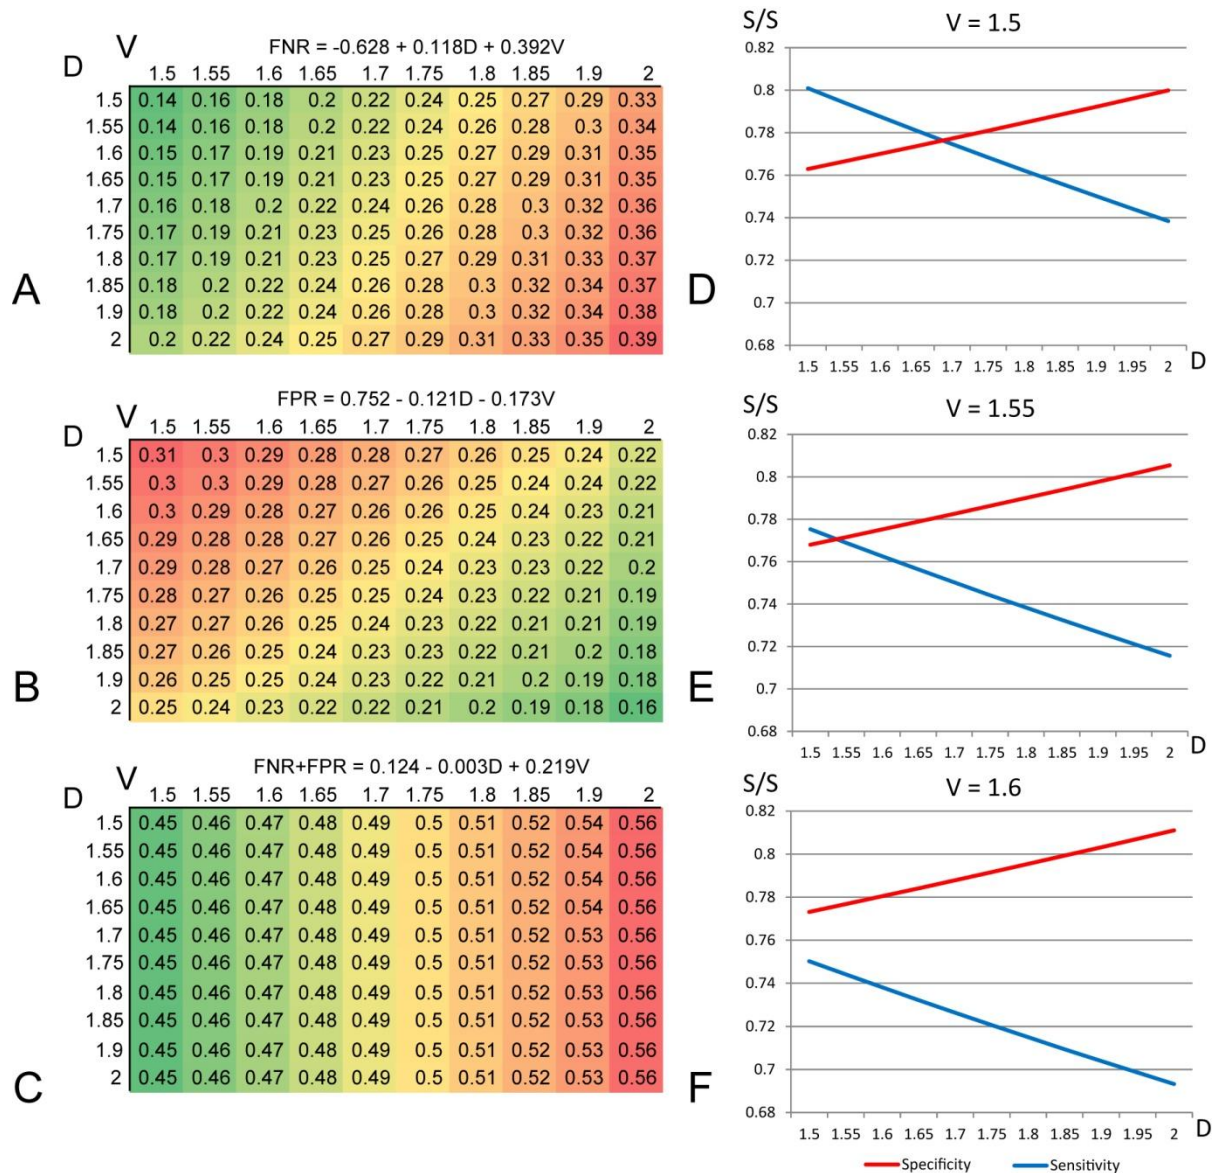 FNR = -0.628 + 0.118D + 0.392V
V
D
1.5 1.55 1.6 1.65 1.7 1.75 1.8 1.85 1.9 2
1.5 0.14 0.16 0.18 0.2 0.22 0.24 0.25 0.27 0.29 0.33
1.55 0.14 0.16 0.18 0.2 0.22 0.24 0.26 0.28 0.3 0.34
1.6 0.15 0.17 0.19 0.21 0.23 0.25 0.27 0.29 0.31 0.35
1.65 0.15 0.17 0.19 0.21 0.23 0.25 0.27 0.29 0.31 0.35
1.7 0.16 0.18 0.2 0.22 0.24 0.26 0.28 0.3 0.32 0.36
1.75 0.17 0.19 0.21 0.23 0.25 0.26 0.28 0.3 0.32 0.36
1.8 0.17 0.19 0.21 0.23 0.25 0.27 0.29 0.31 0.33 0.37
1.85 0.18 0.2 0.22 0.24 0.26 0.28 0.3 0.32 0.34 0.37
1.9 0.18 0.2 0.22 0.24 0.26 0.28 0.3 0.32 0.34 0.38
2 0.2 0.22 0.24 0.25 0.27 0.29 0.31 0.33 0.35 0.39
A
FPR = 0.752 - 0.121D - 0.173V
V
D
1.5 1.55 1.6 1.65 1.7 1.75 1.8 1.85 1.9 2
1.5 0.31 0.3 0.29 0.28 0.28 0.27 0.26 0.25 0.24 0.22
1.55 0.3 0.3 0.29 0.28 0.27 0.26 0.25 0.24 0.24 0.22
1.6 0.3 0.29 0.28 0.27 0.26 0.26 0.25 0.24 0.23 0.21
1.65 0.29 0.28 0.28 0.27 0.26 0.25 0.24 0.23 0.22 0.21
1.7 0.29 0.28 0.27 0.26 0.25 0.24 0.23 0.23 0.22 0.2
1.75 0.28 0.27 0.26 0.25 0.25 0.24 0.23 0.22 0.21 0.19
1.8 0.27 0.27 0.26 0.25 0.24 0.23 0.22 0.21 0.21 0.19
1.85 0.27 0.26 0.25 0.24 0.23 0.23 0.22 0.21 0.2 0.18
1.9 0.26 0.25 0.25 0.24 0.23 0.22 0.21 0.2 0.19 0.18
2 0.25 0.24 0.23 0.22 0.22 0.21 0.2 0.19 0.18 0.16
B
FNR+FPR = 0.124 - 0.003D + 0.219V
V
D
1.5 1.55 1.6 1.65 1.7 1.75 1.8 1.85 1.9 2
1.5 0.45 0.46 0.47 0.48 0.49 0.5 0.51 0.52 0.54 0.56
1.55 0.45 0.46 0.47 0.48 0.49 0.5 0.51 0.52 0.54 0.56
1.6 0.45 0.46 0.47 0.48 0.49 0.5 0.51 0.52 0.54 0.56
1.65 0.45 0.46 0.47 0.48 0.49 0.5 0.51 0.52 0.54 0.56
1.7 0.45 0.46 0.47 0.48 0.49 0.5 0.51 0.52 0.53 0.56
1.75 0.45 0.46 0.47 0.48 0.49 0.5 0.51 0.52 0.53 0.56
1.8 0.45 0.46 0.47 0.48 0.49 0.5 0.51 0.52 0.53 0.56
1.85 0.45 0.46 0.47 0.48 0.49 0.5 0.51 0.52 0.53 0.56
1.9 0.45 0.46 0.47 0.48 0.49 0.5 0.51 0.52 0.53 0.56
2 0.45 0.46 0.47 0.48 0.49 0.5 0.51 0.52 0.53 0.56
C
S/S
V = 1.5
0.82
0.8
0.78
0.76
0.74
0.72
0.7
0.68
1.5 1.55 1.6 1.65 1.7 1.75 1.8 1.85 1.9 1.95 2 D
D
S/S
V = 1.55
0.82
0.8
0.78
0.76
0.74
0.72
0.7
0.68
1.5 1.55 1.6 1.65 1.7 1.75 1.8 1.85 1.9 1.95 2 D
E
S/S
V = 1.6
0.82
0.8
0.78
0.76
0.74
0.72
0.7
0.68
1.5 1.55 1.6 1.65 1.7 1.75 1.8 1.85 1.9 1.95 2 D
F
Specificity Sensitivity